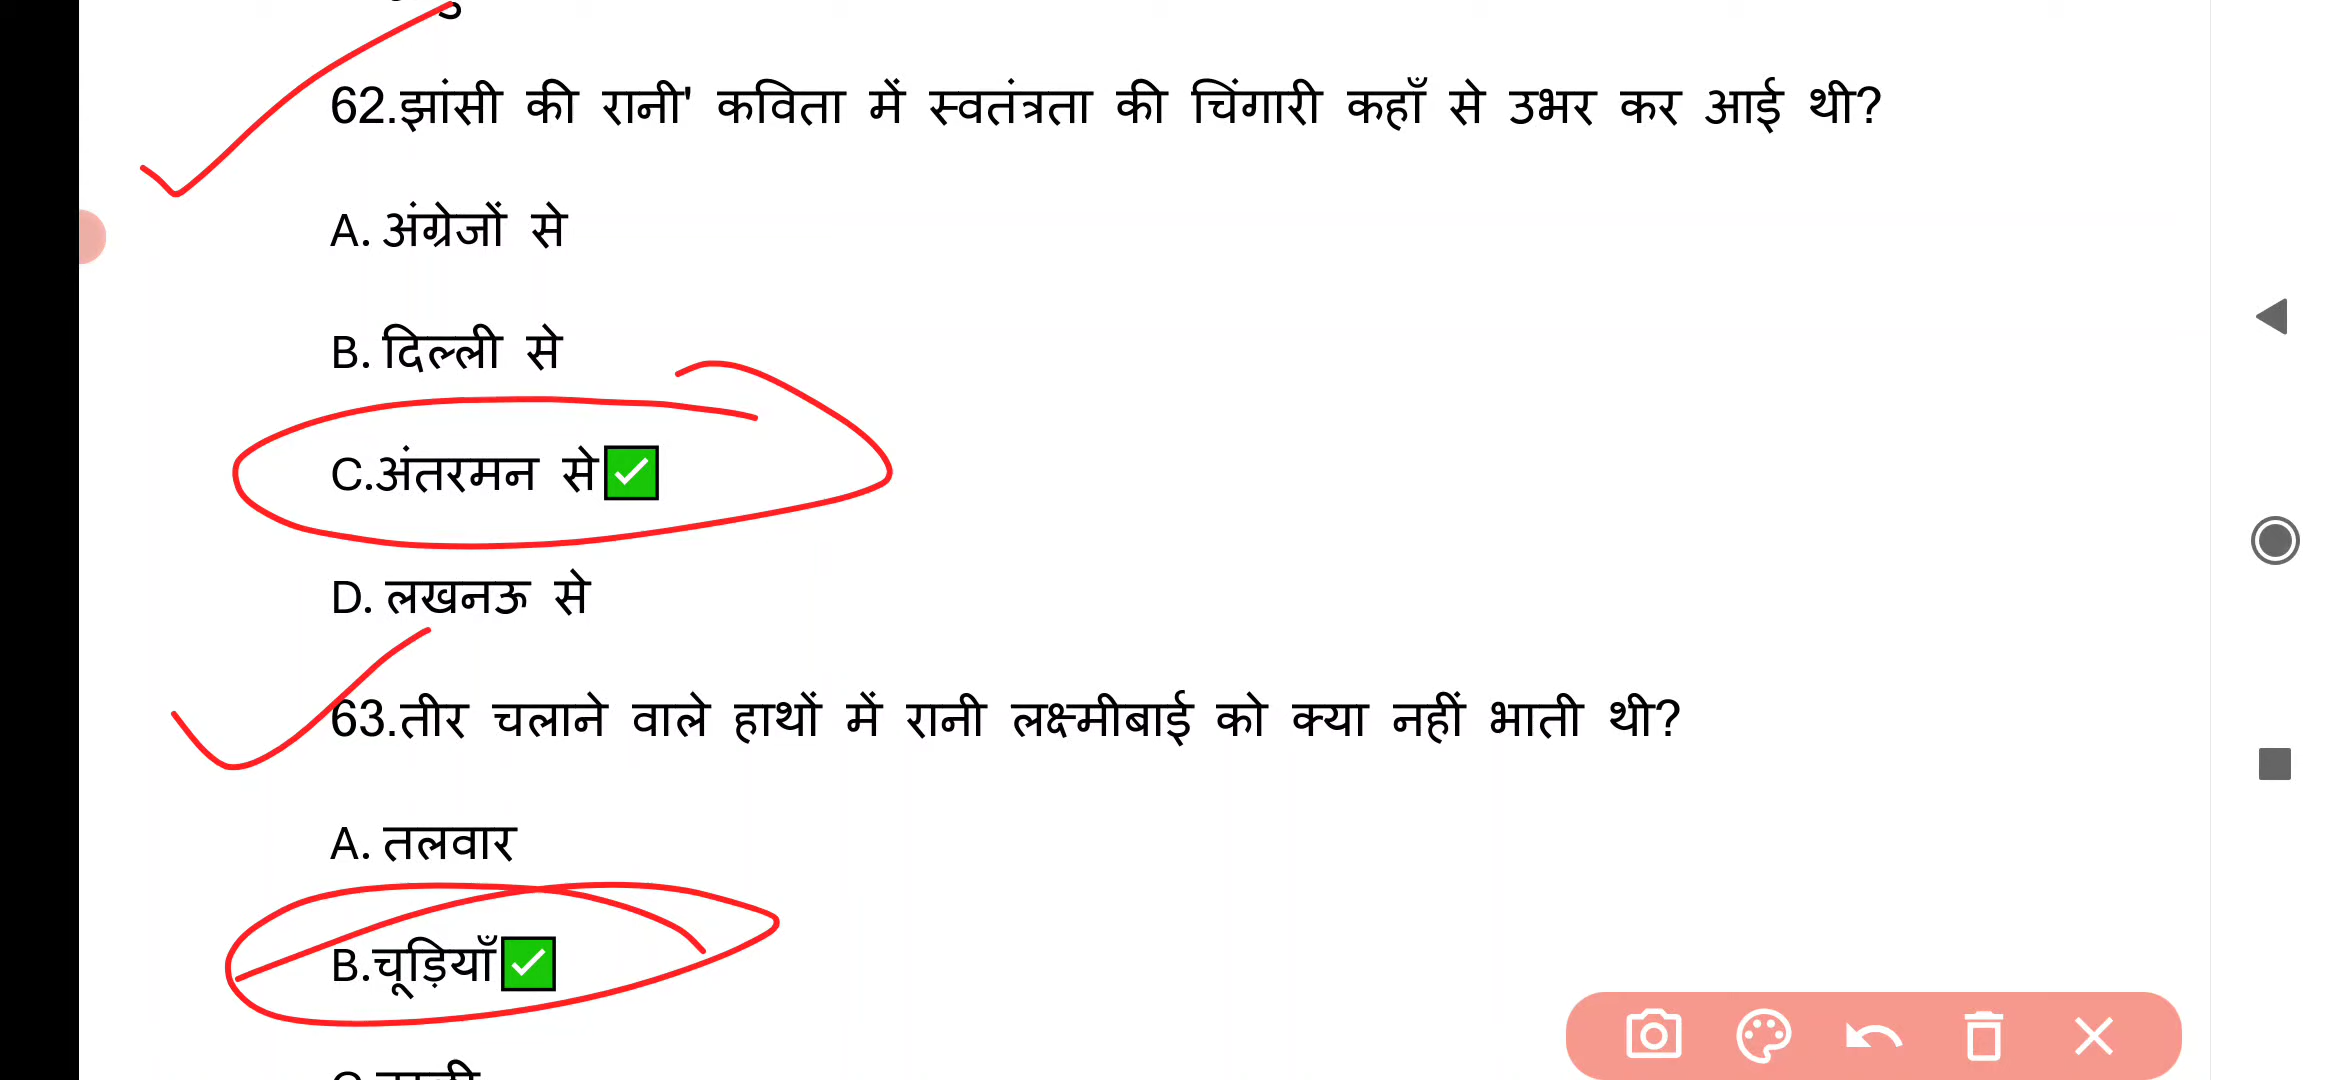 62.झांसी की रानी' कविता में स्वतंत्रता की चिंगारी कहाँ से उभर कर आई थी?
A. अंग्रेजों से
B. दिल्ली से
C.अंतरमन से✅
D. लखनऊ से
63.तीर चलाने वाले हाथों में रानी लक्ष्मीबाई को क्या नहीं भाती थी?
A. तलवार
B.चूड़ियाँ✅